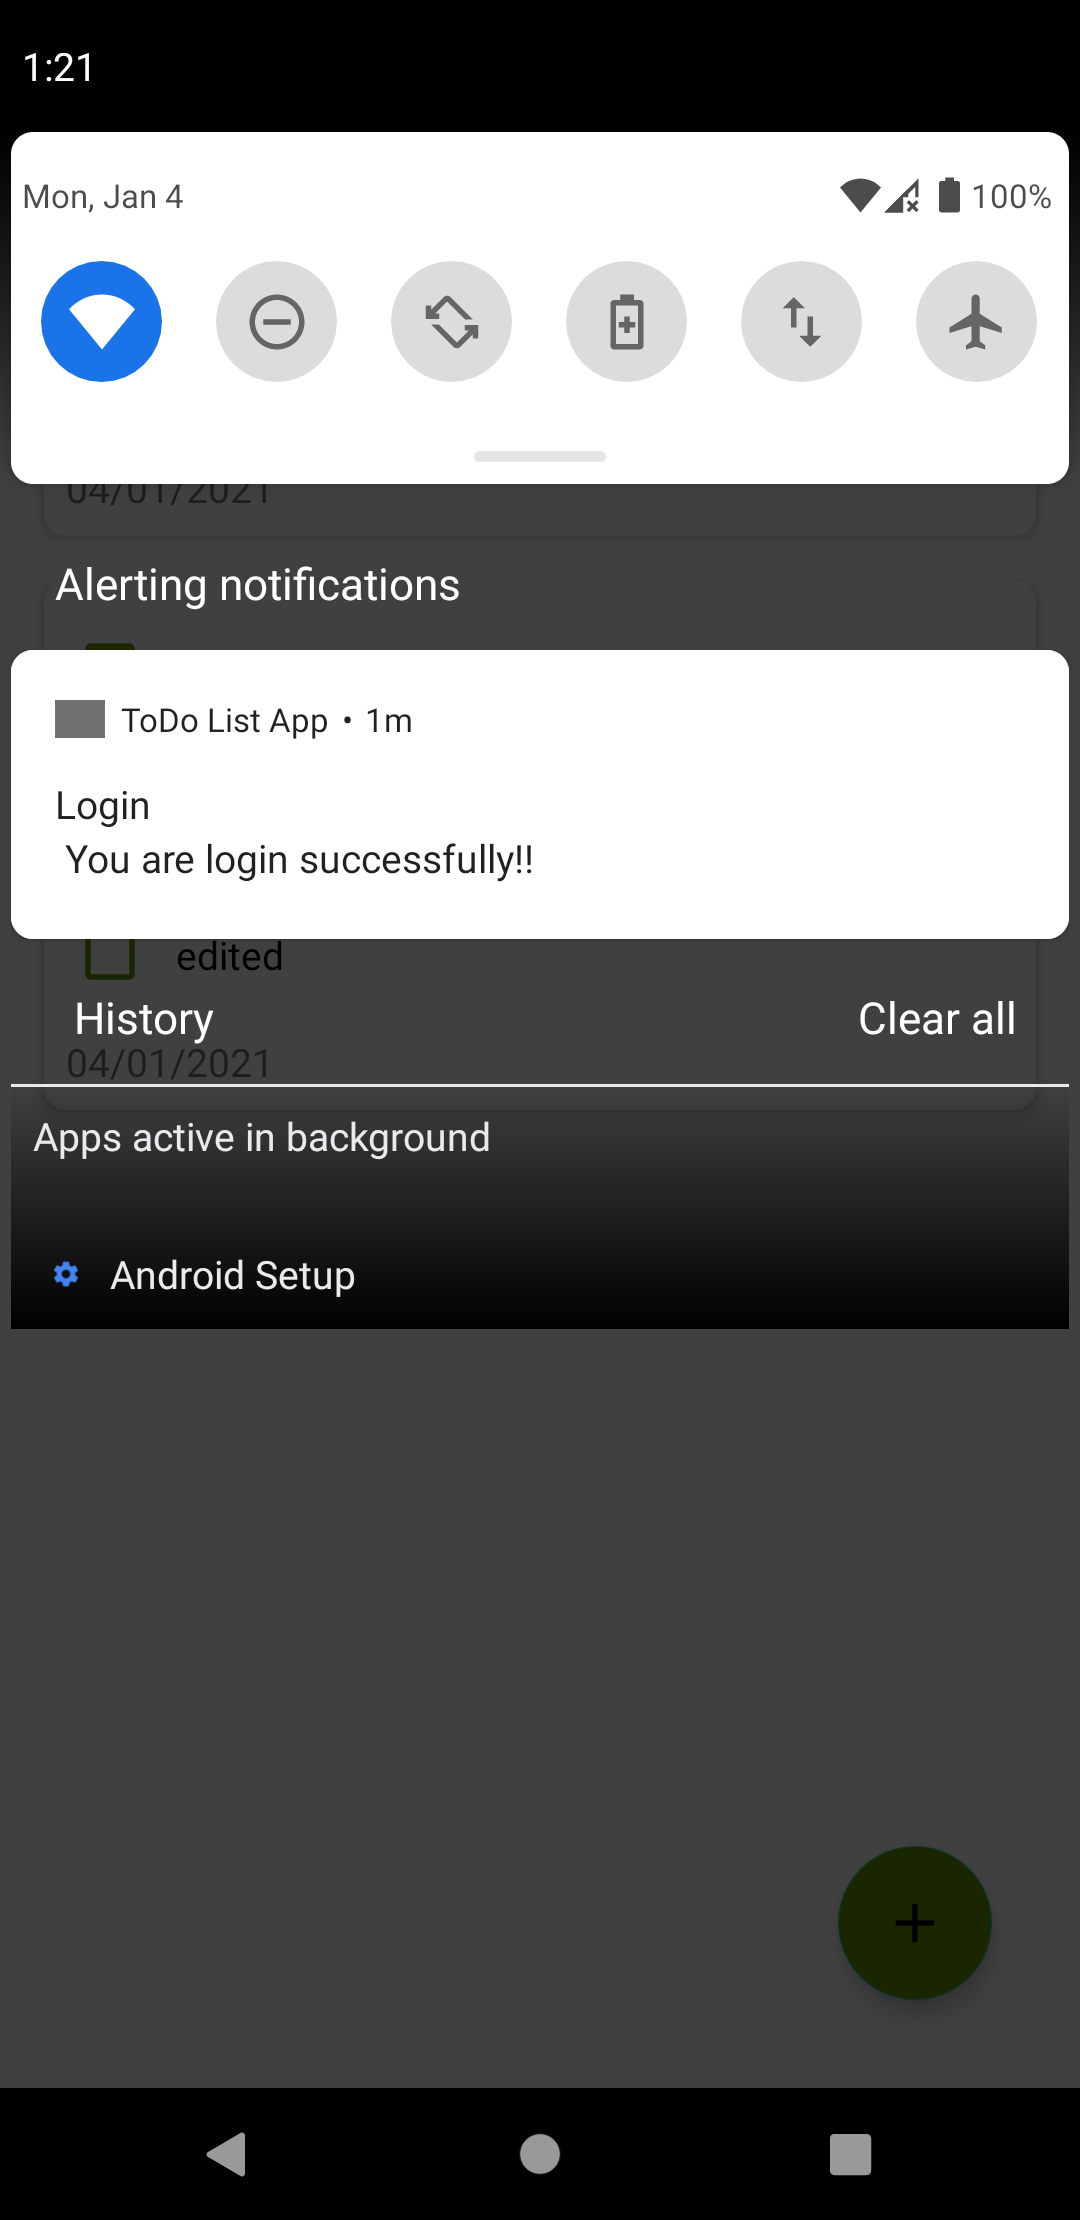 1:21
Mon, Jan 4
100%
04/01/2021
Alerting notifications
ToDo List App • 1m
Login
You are login successfully!!
edited
History
Clear all
04/01/2021
Apps active in background
Android Setup